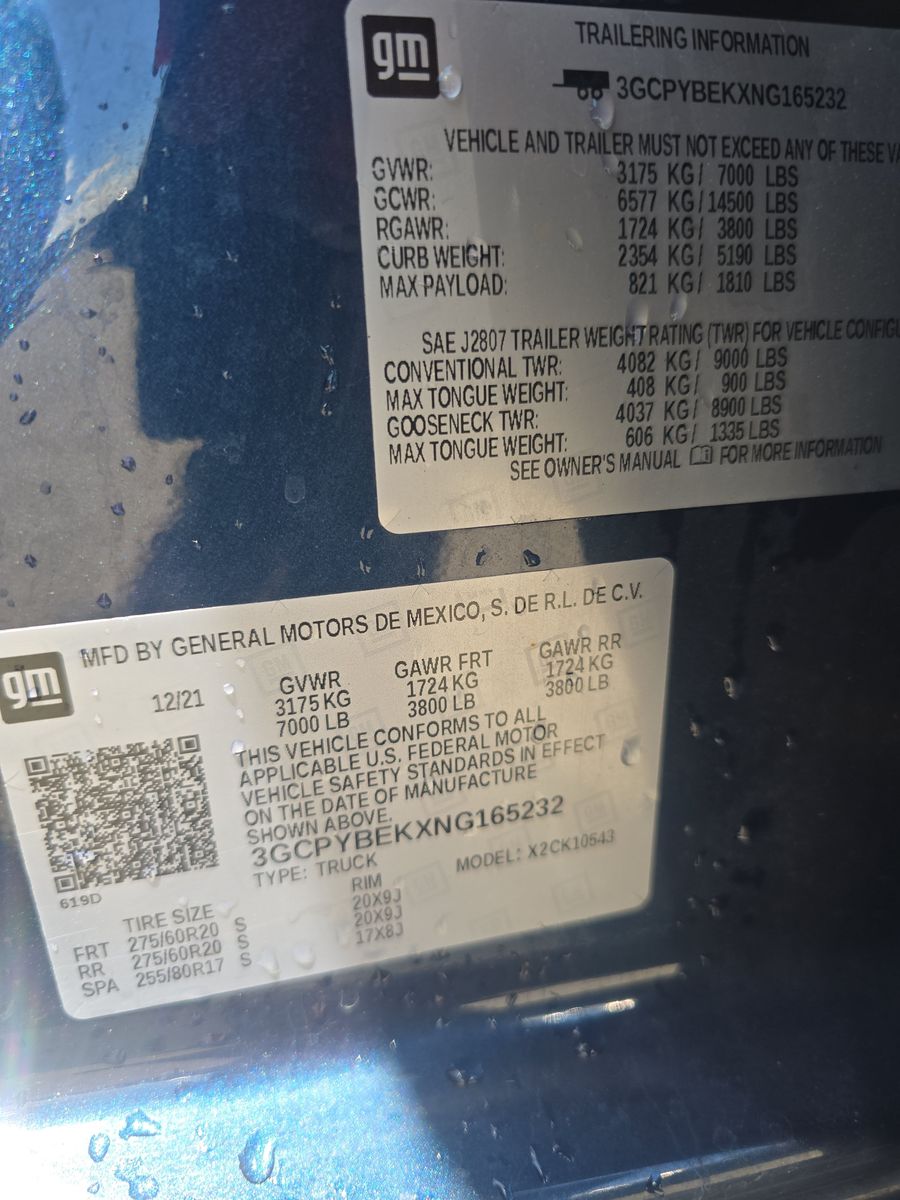 gm
TRAILERING INFORMATION
3GCPYBEKXNG165232
VEHICLE AND TRAILER MUST NOT EXCEED ANY OF THESE VA
GVWR: 3175 KG/ 7000 LBS
GCWR: 6577 KG/14500 LBS
RGAWR: 1724 KG/ 3800 LBS
CURB WEIGHT: 2354 KG/ 5190 LBS
MAX PAYLOAD: 821 KG/ 1810 LBS
SAE J2807 TRAILER WEIGHT RATING (TWR) FOR VEHICLE CONFIGU
CONVENTIONAL TWR: 4082 KG/ 9000 LBS
MAX TONGUE WEIGHT: 408 KG/ 900 LBS
GOOSENECK TWR: 4037 KG/ 8900 LBS
MAX TONGUE WEIGHT: 606 KG/ 1335 LBS
SEE OWNER'S MANUAL FOR MORE INFORMATION
gm
MFD BY GENERAL MOTORS DE MEXICO, S. DE R.L. DE C.V.
12/21
GVWR GAWR FRT GAWR RR
3175 KG 1724 KG 1724 KG
7000 LB 3800 LB 3800 LB
THIS VEHICLE CONFORMS TO ALL
APPLICABLE U.S. FEDERAL MOTOR
VEHICLE SAFETY STANDARDS IN EFFECT
ON THE DATE OF MANUFACTURE
SHOWN ABOVE.
3GCPYBEKXNG165232
TYPE: TRUCK MODEL: X2CK10543
619D
TIRE SIZE RIM
FRT 275/60R20 S 20X9J
RR 275/60R20 S 20X9J
SPA 255/80R17 S 17X8J